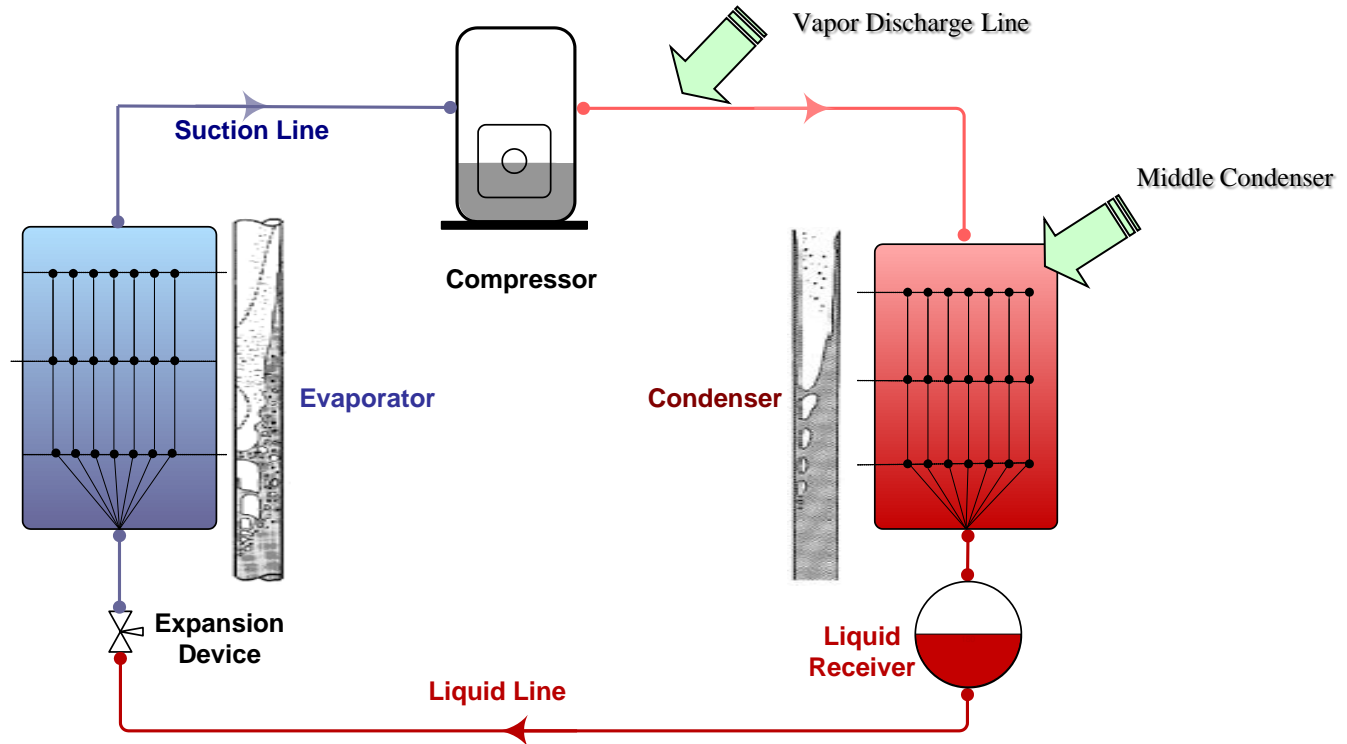 Vapor Discharge Line
Suction Line
Middle Condenser
Compressor
Evaporator
Condenser
Expansion
Device
Liquid
Receiver
Liquid Line